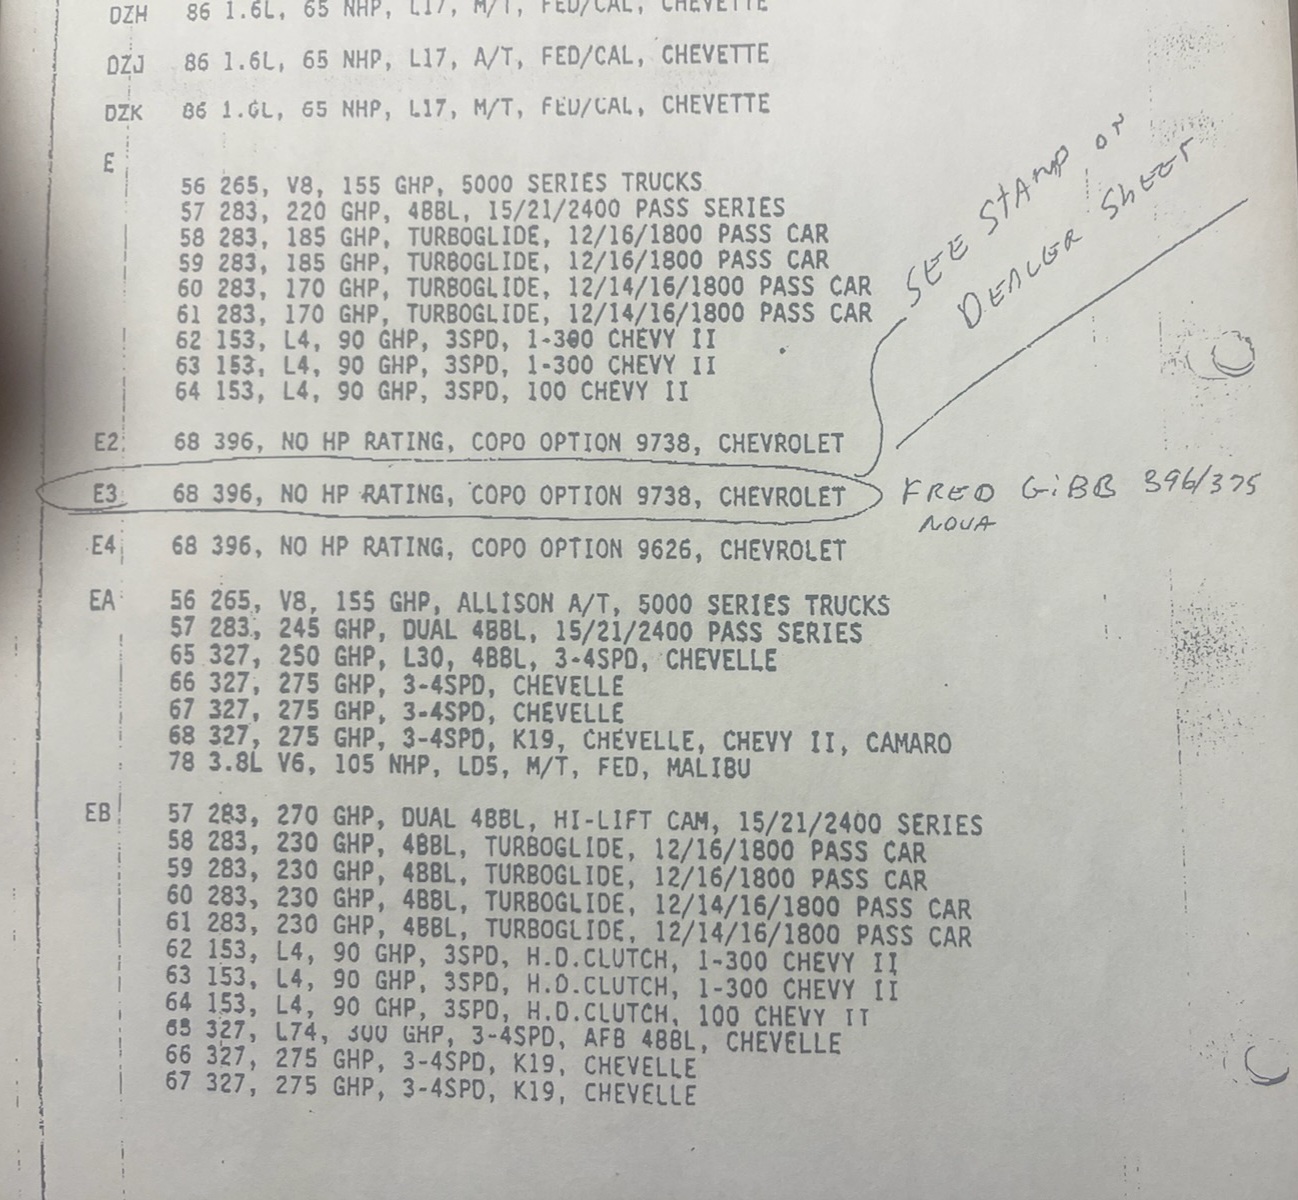 DZH 86 1.6L, 65 NHP, L17, M/T, FED/CAL, CHEVETTE
DZJ 86 1.6L, 65 NHP, L17, A/T, FED/CAL, CHEVETTE
DZK 86 1.6L, 65 NHP, L17, M/T, FED/CAL, CHEVETTE
E
56 265, V8, 155 GHP, 5000 SERIES TRUCKS
57 283, 220 GHP, 4BBL, 15/21/2400 PASS SERIES
58 283, 185 GHP, TURBOGLIDE, 12/16/1800 PASS CAR
59 283, 185 GHP, TURBOGLIDE, 12/16/1800 PASS CAR
60 283, 170 GHP, TURBOGLIDE, 12/14/16/1800 PASS CAR
61 283, 170 GHP, TURBOGLIDE, 12/14/16/1800 PASS CAR
62 153, L4, 90 GHP, 3SPD, 1-300 CHEVY II
63 153, L4, 90 GHP, 3SPD, 1-300 CHEVY II
64 153, L4, 90 GHP, 3SPD, 100 CHEVY II
SEE STAMP ON
DEALER SHEET
E2 68 396, NO HP RATING, COPO OPTION 9738, CHEVROLET
E3 68 396, NO HP RATING, COPO OPTION 9738, CHEVROLET FRED GIBB 396/375
NOVA
E4 68 396, NO HP RATING, COPO OPTION 9626, CHEVROLET
EA 56 265, V8, 155 GHP, ALLISON A/T, 5000 SERIES TRUCKS
57 283, 245 GHP, DUAL 4BBL, 15/21/2400 PASS SERIES
65 327, 250 GHP, L30, 4BBL, 3-4SPD, CHEVELLE
66 327, 275 GHP, 3-4SPD, CHEVELLE
67 327, 275 GHP, 3-4SPD, CHEVELLE
68 327, 275 GHP, 3-4SPD, K19, CHEVELLE, CHEVY II, CAMARO
78 3.8L V6, 105 NHP, LD5, M/T, FED, MALIBU
EB 57 283, 270 GHP, DUAL 4BBL, HI-LIFT CAM, 15/21/2400 SERIES
58 283, 230 GHP, 4BBL, TURBOGLIDE, 12/16/1800 PASS CAR
59 283, 230 GHP, 4BBL, TURBOGLIDE, 12/16/1800 PASS CAR
60 283, 230 GHP, 4BBL, TURBOGLIDE, 12/14/16/1800 PASS CAR
61 283, 230 GHP, 4BBL, TURBOGLIDE, 12/14/16/1800 PASS CAR
62 153, L4, 90 GHP, 3SPD, H.D.CLUTCH, 1-300 CHEVY II
63 153, L4, 90 GHP, 3SPD, H.D.CLUTCH, 1-300 CHEVY II
64 153, L4, 90 GHP, 3SPD, H.D.CLUTCH, 100 CHEVY II
65 327, L74, 300 GHP, 3-4SPD, AFB 4BBL, CHEVELLE
66 327, 275 GHP, 3-4SPD, K19, CHEVELLE
67 327, 275 GHP, 3-4SPD, K19, CHEVELLE